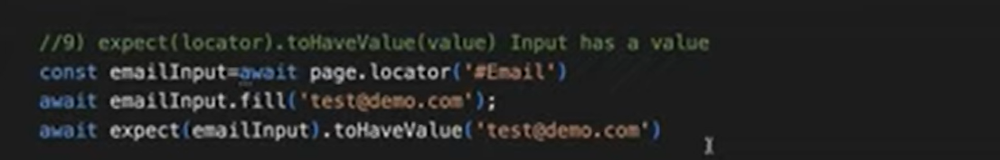 //9) expect(locator).toHaveValue(value) Input has a value
const emailInput=await page.locator('#Email')
await emailInput.fill('test@demo.com');
await expect(emailInput).toHaveValue('test@demo.com')